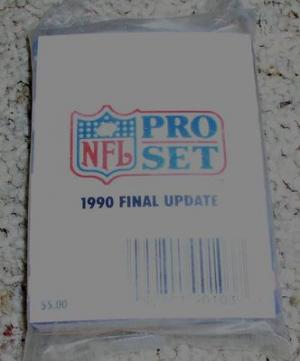 NFL
PRO
SET
1990 FINAL UPDATE
$5.00